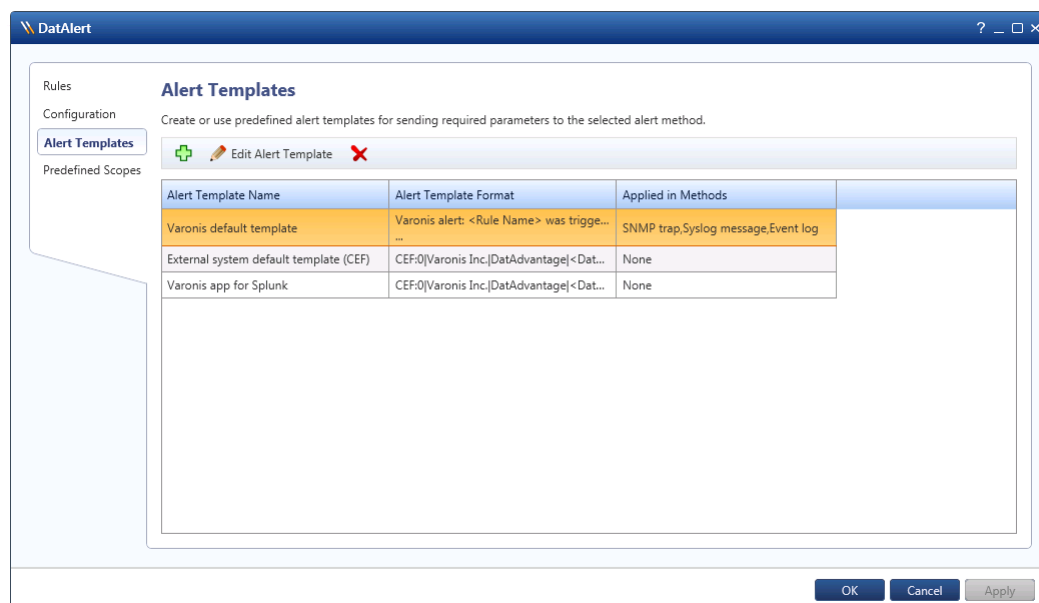 DatAlert
?
Rules
Configuration
Alert Templates
Predefined Scopes
Alert Templates
Create or use predefined alert templates for sending required parameters to the selected alert method.
Edit Alert Template
Alert Template Name Alert Template Format Applied in Methods
Varonis default template Varonis alert: <Rule Name> was trigge... ... SNMP trap,Syslog message,Event log
External system default template (CEF) CEF:0|Varonis Inc.|DatAdvantage|<Dat... None
Varonis app for Splunk CEF:0|Varonis Inc.|DatAdvantage|<Dat... None
OK Cancel Apply